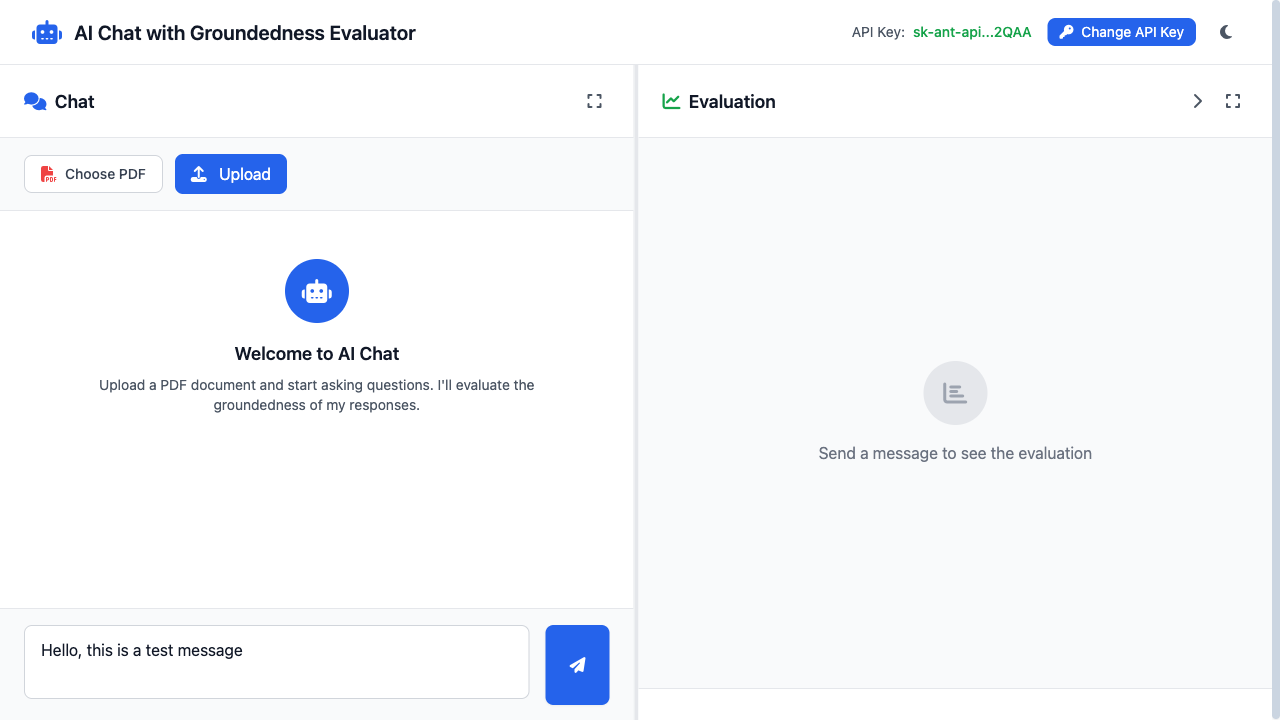 AI Chat with Groundedness Evaluator
API Key: sk-ant-api...2QAA
Change API Key
Chat
Evaluation
PDF
Choose PDF
Upload
Welcome to AI Chat
Upload a PDF document and start asking questions. I'll evaluate the
groundedness of my responses.
Send a message to see the evaluation
Hello, this is a test message